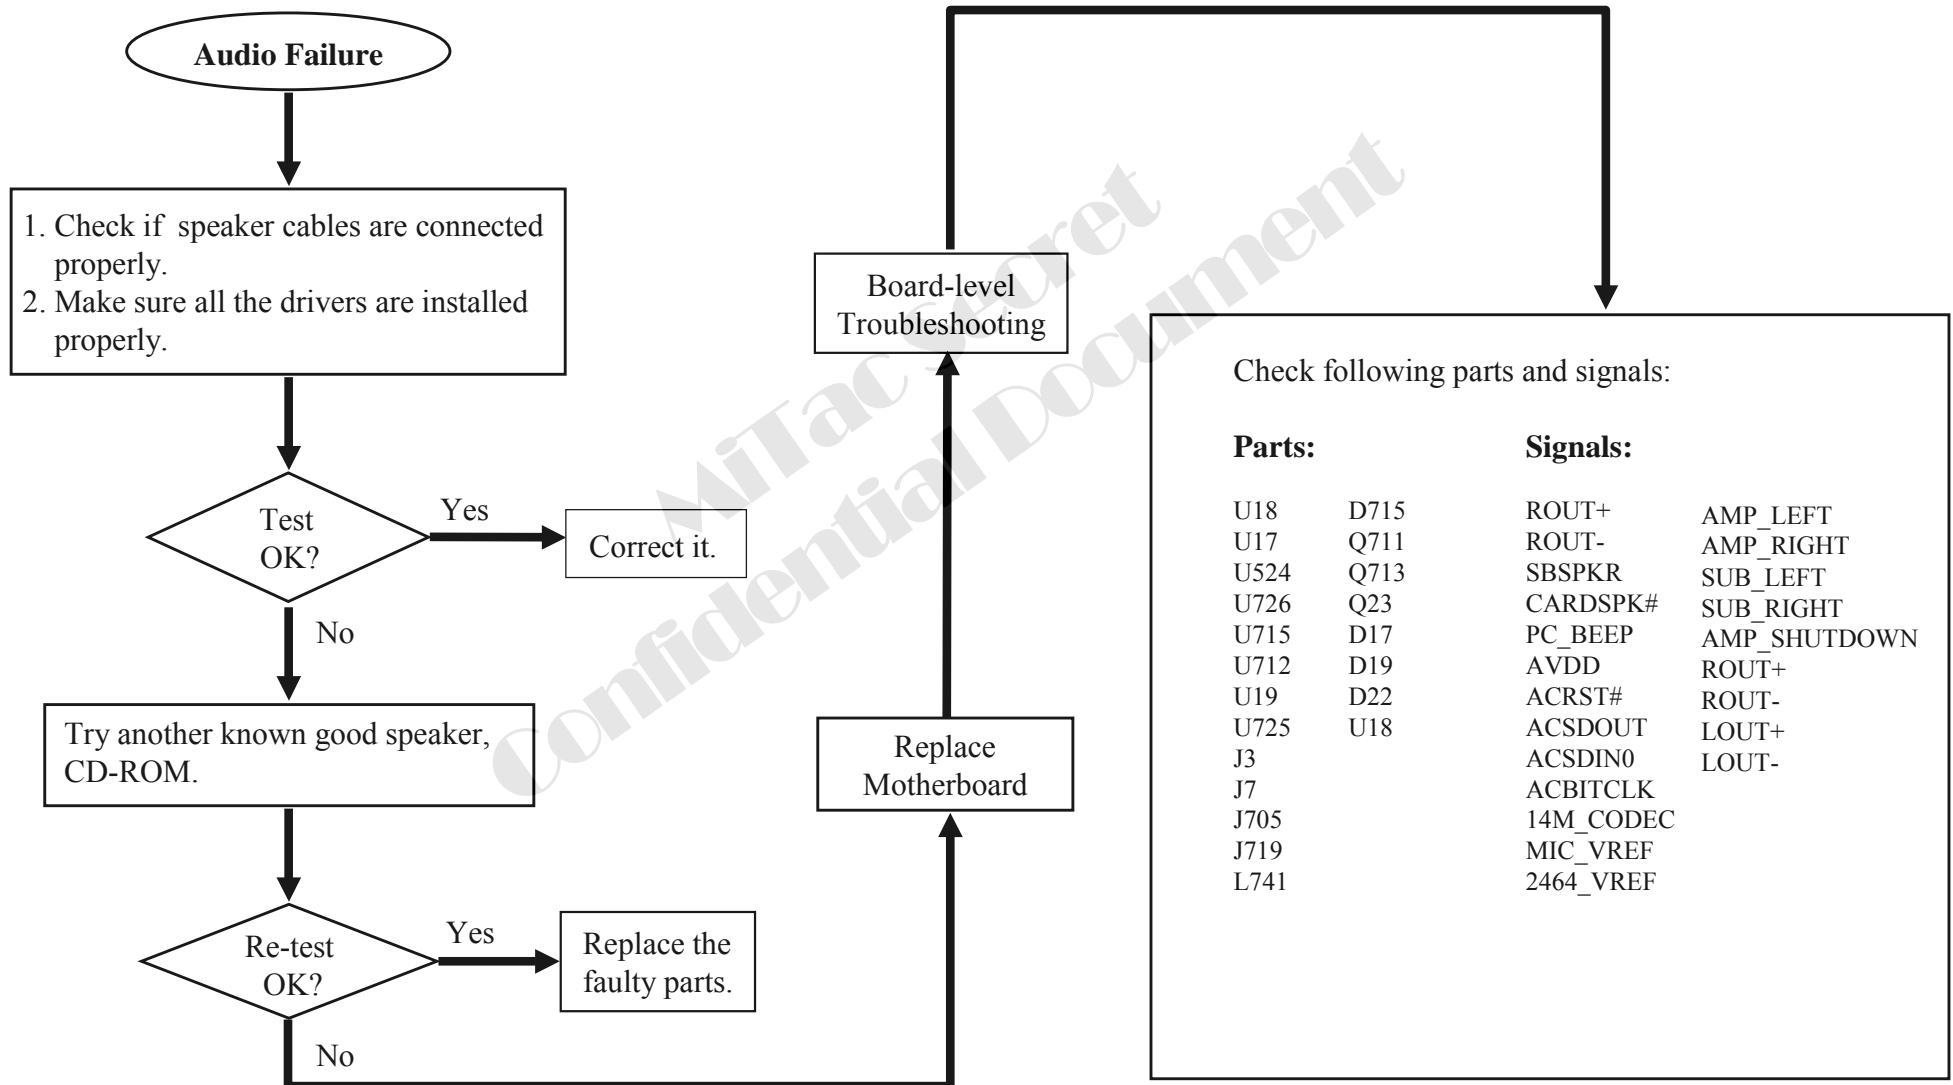 Audio Failure
1. Check if speaker cables are connected
properly.
2. Make sure all the drivers are installed
properly.
Test
OK?
Yes
Correct it.
No
Try another known good speaker,
CD-ROM.
Re-test
OK?
Yes
Replace the
faulty parts.
No
Replace
Motherboard
Board-level
Troubleshooting
Check following parts and signals:
Parts:
U18
U17
U524
U726
U715
U712
U19
U725
J3
J7
J705
J719
L741
D715
Q711
Q713
Q23
D17
D19
D22
U18
Signals:
ROUT+
ROUT-
SBSPKR
CARDSPK#
PC_BEEP
AVDD
ACRST#
ACSDOUT
ACSDIN0
ACBITCLK
14M_CODEC
MIC_VREF
2464_VREF
AMP_LEFT
AMP_RIGHT
SUB_LEFT
SUB_RIGHT
AMP_SHUTDOWN
ROUT+
ROUT-
LOUT+
LOUT-
MiTac Secret
Confidential Document